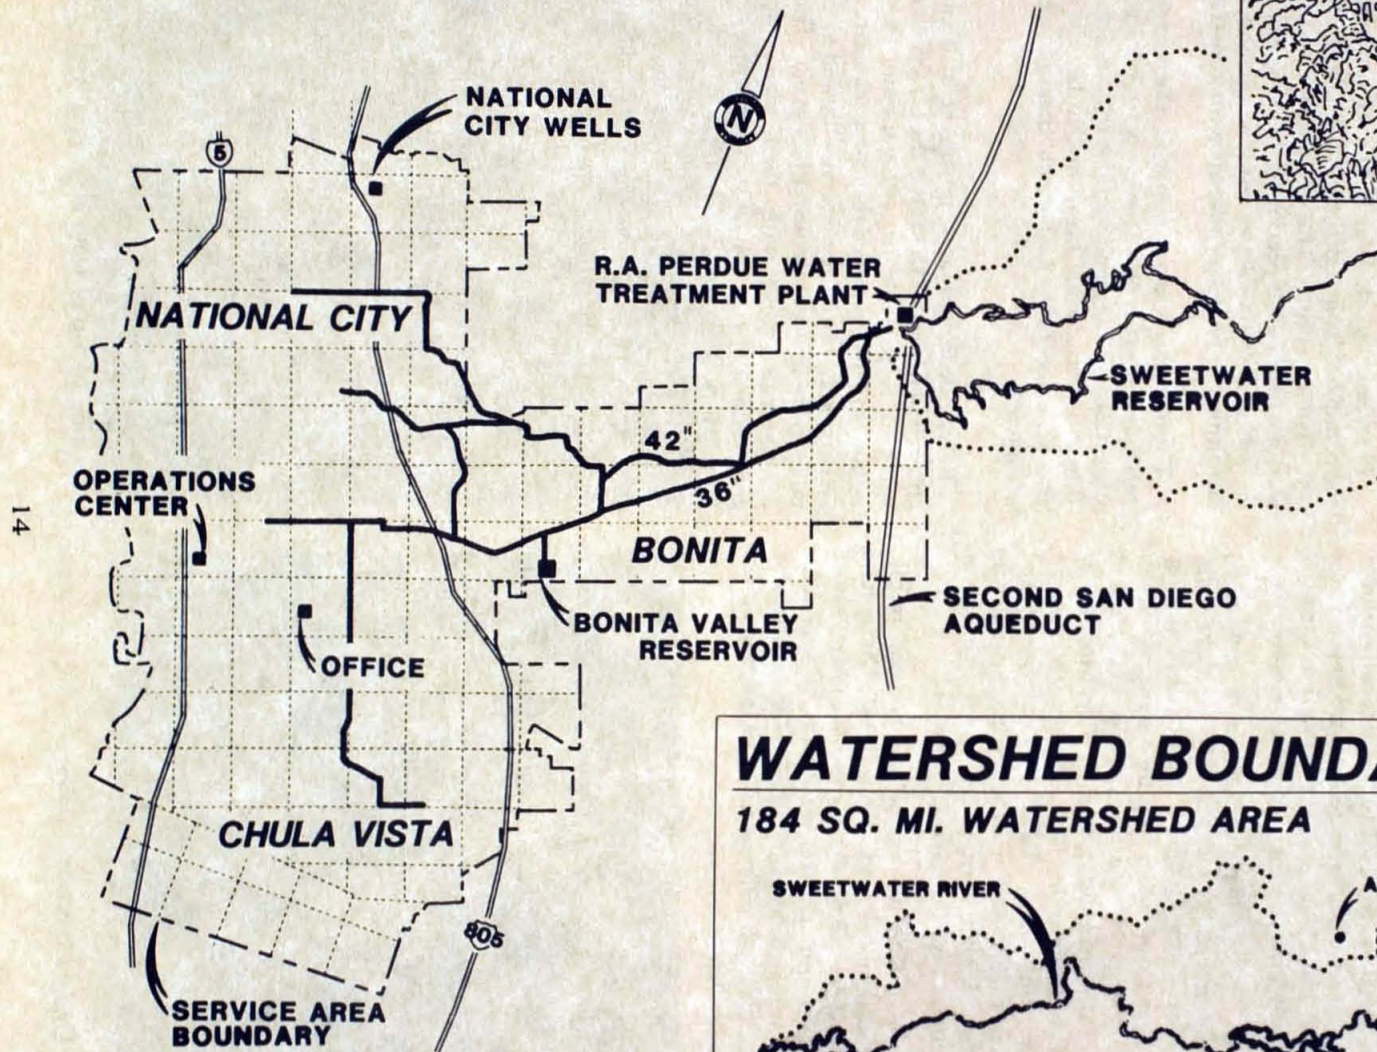 NATIONAL
CITY WELLS
5
N
R.A. PERDUE WATER
TREATMENT PLANT
NATIONAL CITY
SWEETWATER
RESERVOIR
42"
36"
OPERATIONS
CENTER
14
BONITA
SECOND SAN DIEGO
AQUEDUCT
BONITA VALLEY
RESERVOIR
OFFICE
WATERSHED BOUNDA
184 SQ. MI. WATERSHED AREA
CHULA VISTA
SWEETWATER RIVER
A
805
SERVICE AREA
BOUNDARY